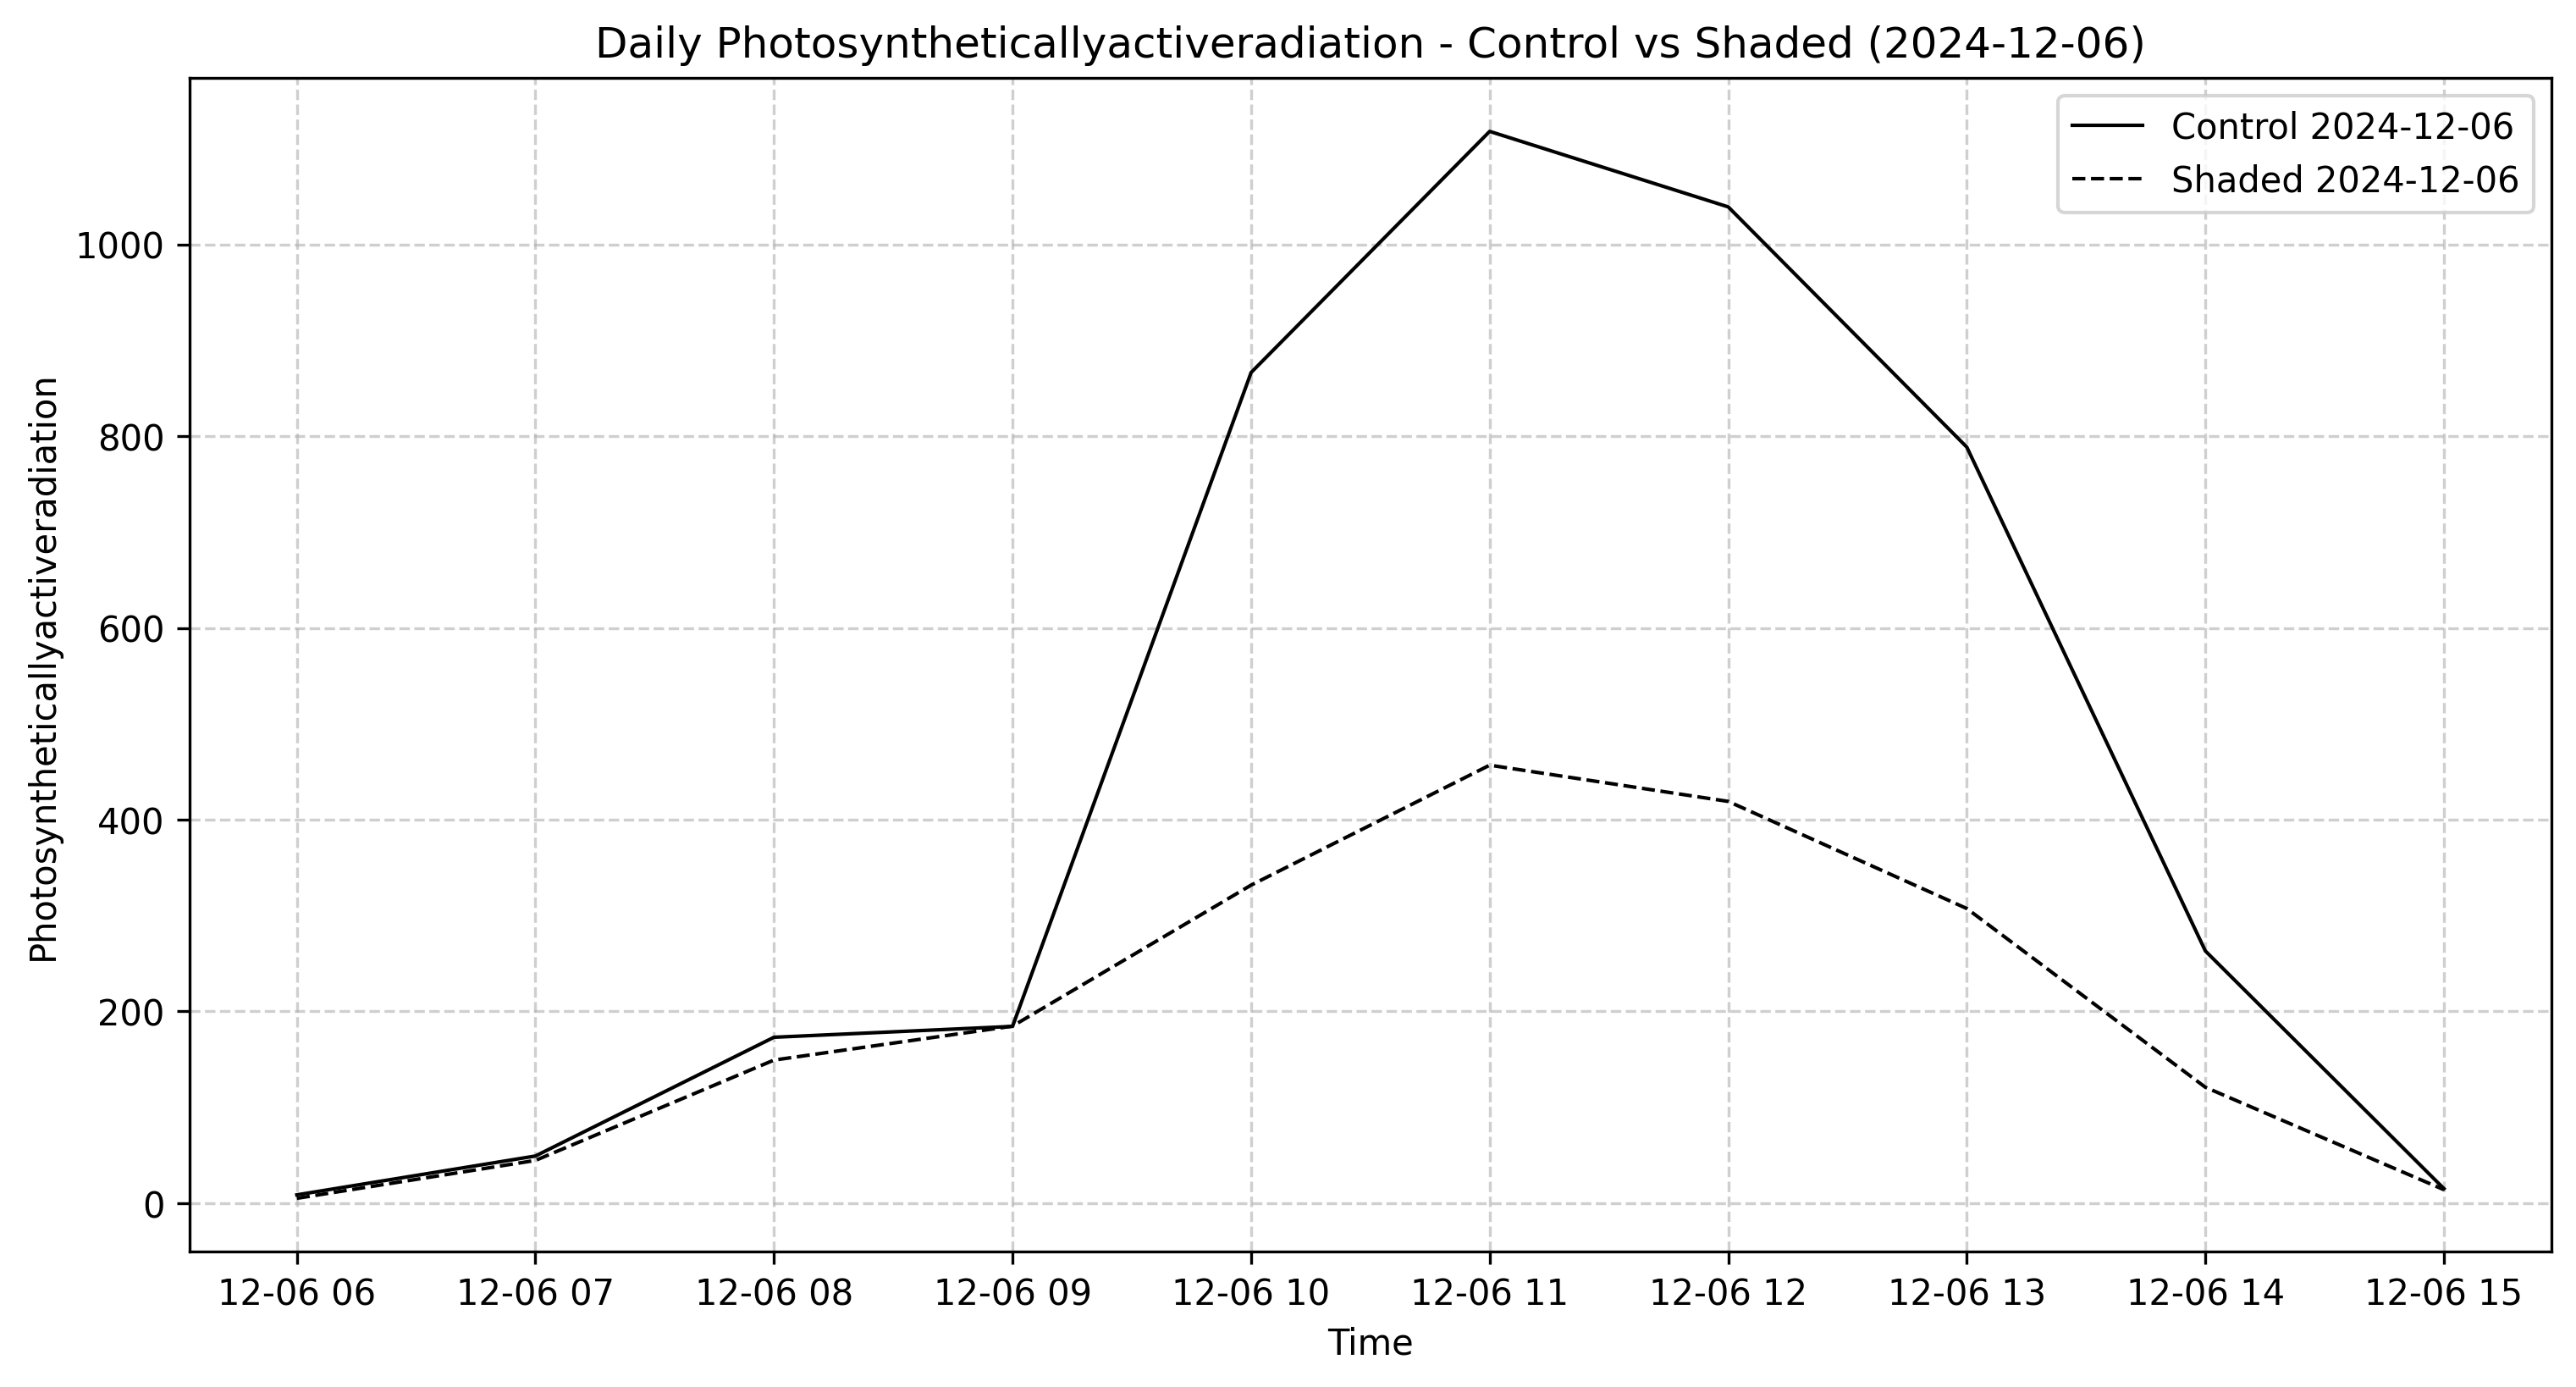 Daily Photosyntheticallyactiveradiation - Control vs Shaded (2024-12-06)
Control 2024-12-06
Shaded 2024-12-06
Photosyntheticallyactiveradiation
1000
800
600
400
200
0
12-06 06 12-06 07 12-06 08 12-06 09 12-06 10 12-06 11 12-06 12 12-06 13 12-06 14 12-06 15
Time